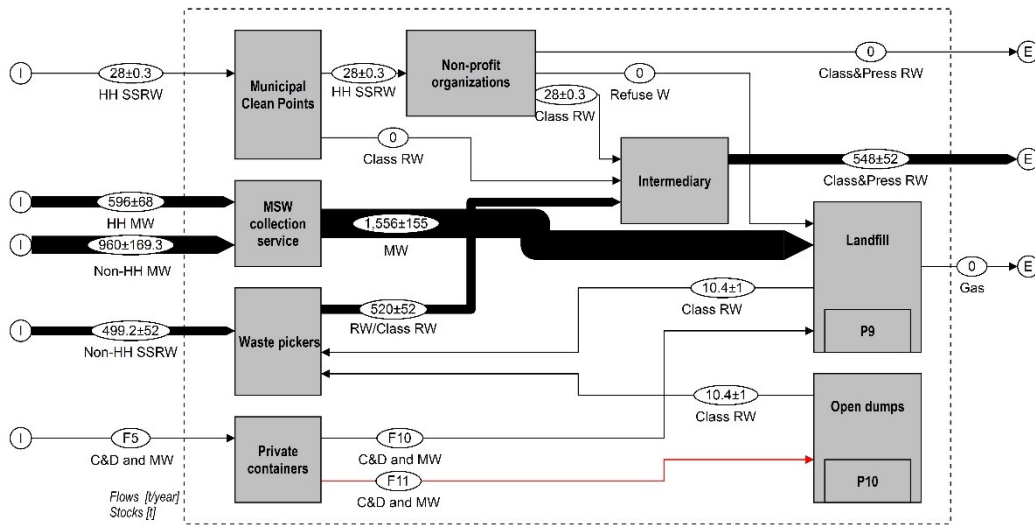 I
28±0.3
HH SSRW
Municipal
Clean Points
28±0.3
HH SSRW
Non-profit
organizations
0
Class&Press RW
E
0
Refuse W
28±0.3
Class RW
0
Class RW
Intermediary
548±52
Class&Press RW
E
I
596±68
HH MW
I
960±169.3
Non-HH MW
MSW
collection
service
1,556±155
MW
Landfill
P9
0
Gas
E
I
499.2±52
Non-HH SSRW
Waste pickers
520±52
RW/Class RW
10.4±1
Class RW
10.4±1
Class RW
Open dumps
P10
I
F5
C&D and MW
Private
containers
F10
C&D and MW
F11
C&D and MW
Flows [t/year]
Stocks [t]